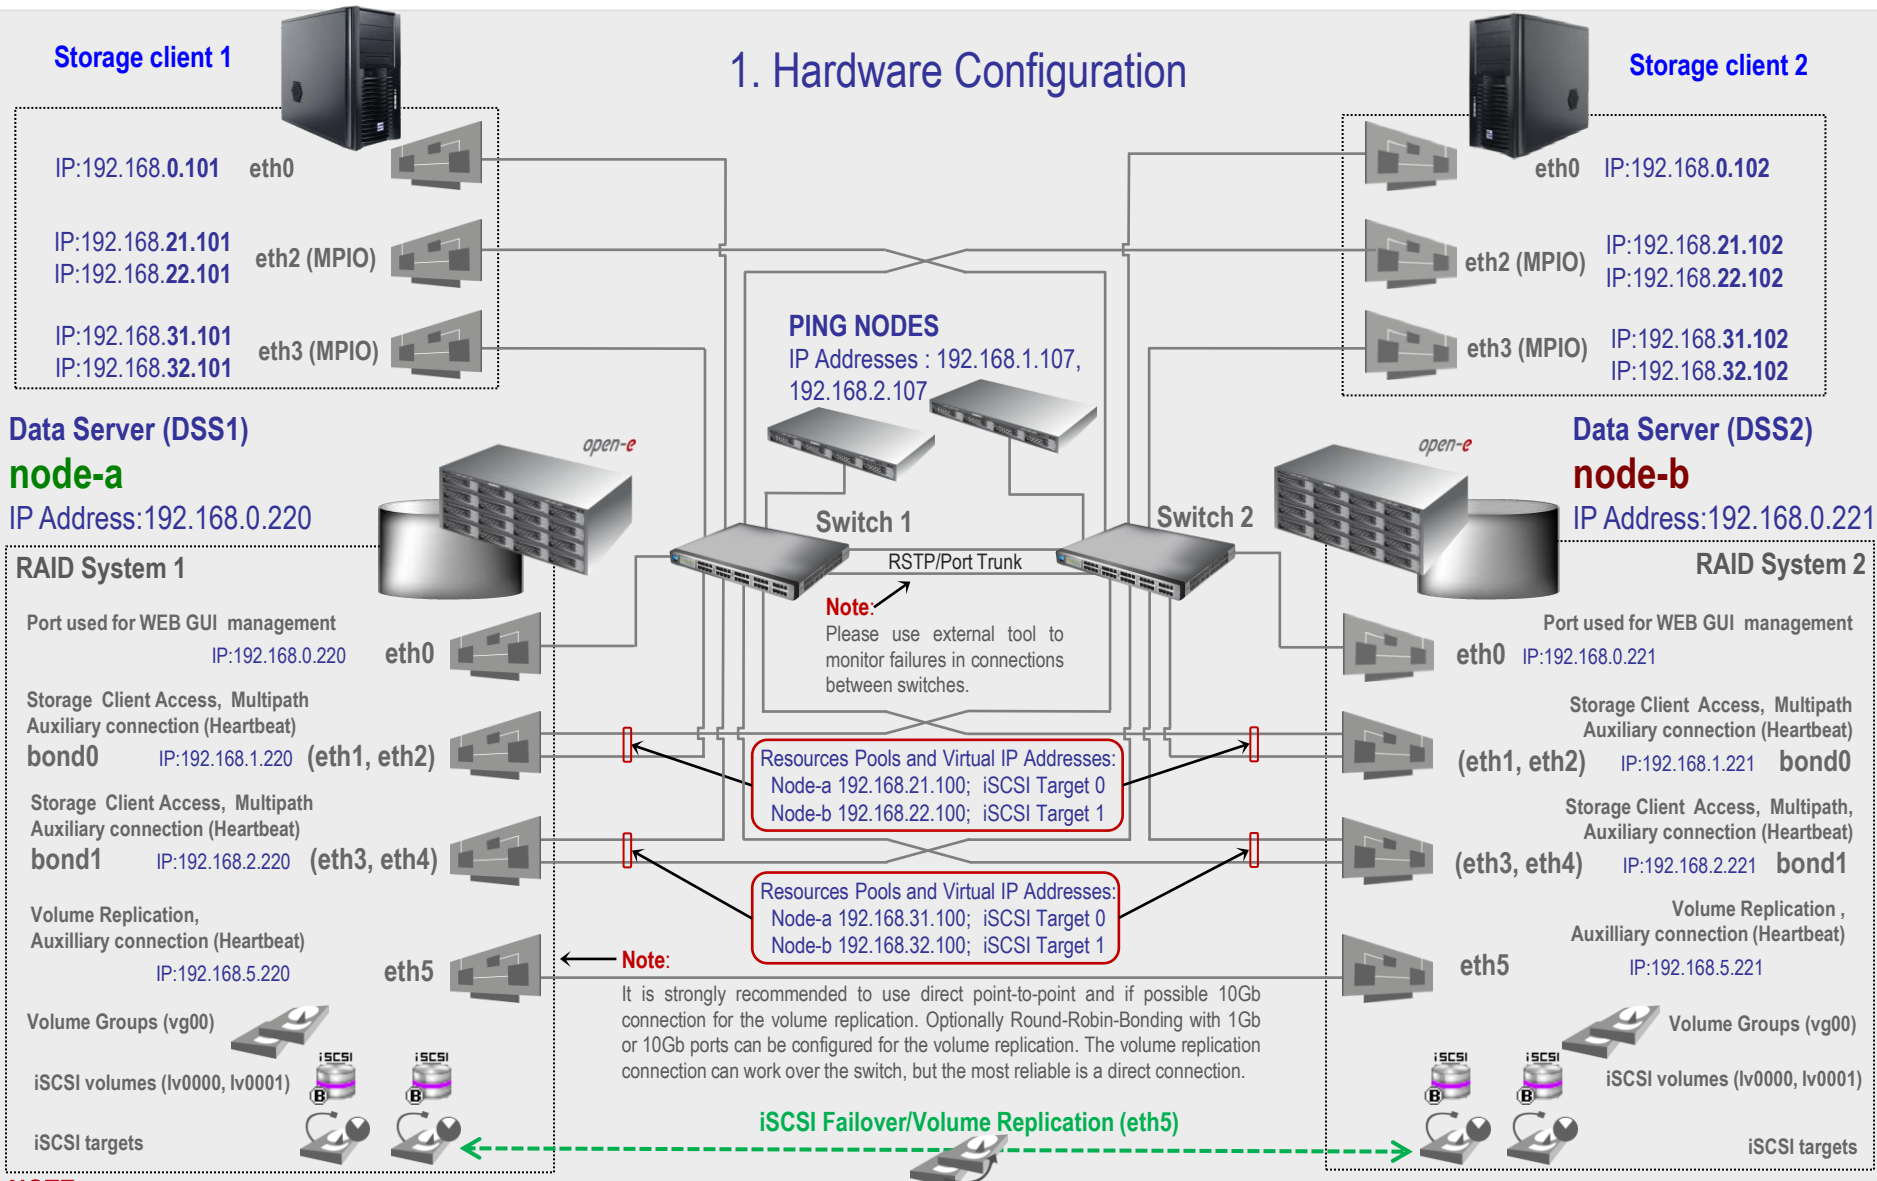 1. Hardware Configuration
Storage client 1
IP:192.168.0.101 eth0
IP:192.168.21.101
IP:192.168.22.101
eth2 (MPIO)
IP:192.168.31.101
IP:192.168.32.101
eth3 (MPIO)
Storage client 2
eth0 IP:192.168.0.102
eth2 (MPIO)
IP:192.168.21.102
IP:192.168.22.102
eth3 (MPIO)
IP:192.168.31.102
IP:192.168.32.102
PING NODES
IP Addresses : 192.168.1.107,
192.168.2.107
Data Server (DSS1)
node-a
IP Address:192.168.0.220
open-e
Data Server (DSS2)
node-b
IP Address:192.168.0.221
open-e
Switch 1
Switch 2
RSTP/Port Trunk
Note:
Please use external tool to
monitor failures in connections
between switches.
RAID System 1
Port used for WEB GUI management
IP:192.168.0.220 eth0
Storage Client Access, Multipath
Auxiliary connection (Heartbeat)
bond0 IP:192.168.1.220 (eth1, eth2)
Storage Client Access, Multipath
Auxiliary connection (Heartbeat)
bond1 IP:192.168.2.220 (eth3, eth4)
Volume Replication,
Auxilliary connection (Heartbeat)
IP:192.168.5.220 eth5
Volume Groups (vg00)
iSCSI
iSCSI
iSCSI volumes (lv0000, lv0001)
B
B
iSCSI targets
Resources Pools and Virtual IP Addresses:
Node-a 192.168.21.100; iSCSI Target 0
Node-b 192.168.22.100; iSCSI Target 1
Resources Pools and Virtual IP Addresses:
Node-a 192.168.31.100; iSCSI Target 0
Node-b 192.168.32.100; iSCSI Target 1
Note:
It is strongly recommended to use direct point-to-point and if possible 10Gb
connection for the volume replication. Optionally Round-Robin-Bonding with 1Gb
or 10Gb ports can be configured for the volume replication. The volume replication
connection can work over the switch, but the most reliable is a direct connection.
iSCSI Failover/Volume Replication (eth5)
RAID System 2
Port used for WEB GUI management
eth0 IP:192.168.0.221
Storage Client Access, Multipath
Auxiliary connection (Heartbeat)
(eth1, eth2) IP:192.168.1.221 bond0
Storage Client Access, Multipath,
Auxiliary connection (Heartbeat)
(eth3, eth4) IP:192.168.2.221 bond1
Volume Replication ,
Auxilliary connection (Heartbeat)
eth5 IP:192.168.5.221
Volume Groups (vg00)
iSCSI
iSCSI
iSCSI volumes (lv0000, lv0001)
B
B
iSCSI targets